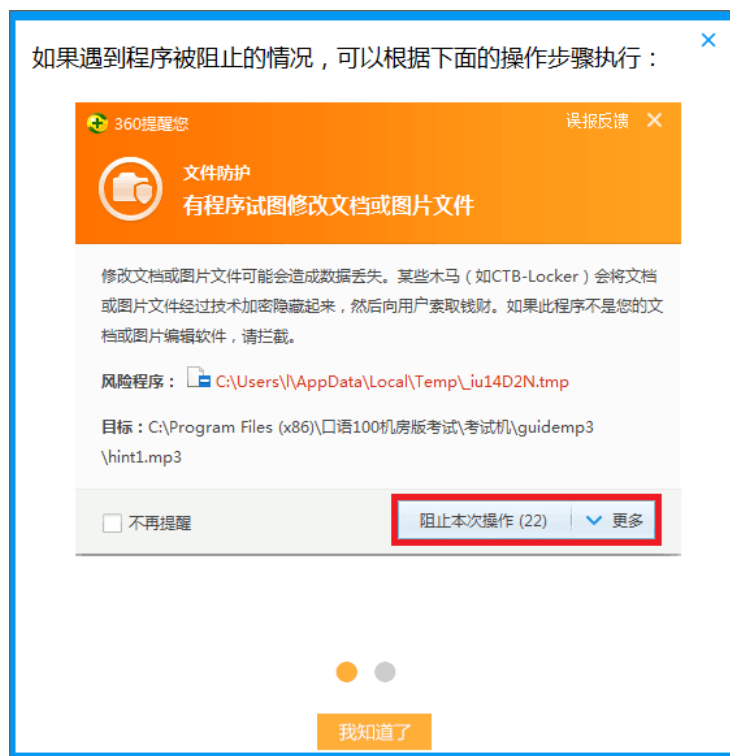 如果遇到程序被阻止的情况，可以根据下面的操作步骤执行：
360提醒您
误报反馈
文件防护
有程序试图修改文档或图片文件
修改文档或图片文件可能会造成数据丢失。某些木马（如CTB-Locker）会将文档
或图片文件经过技术加密隐藏起来，然后向用户索取钱财。如果此程序不是您的文
档或图片编辑软件，请拦截。
风险程序： C:\Users\l\AppData\Local\Temp\_iu14D2N.tmp
目标：C:\Program Files (x86)\口语100机房版考试\考试机\guidemp3
\hint1.mp3
不再提醒
阻止本次操作 (22)
更多
我知道了